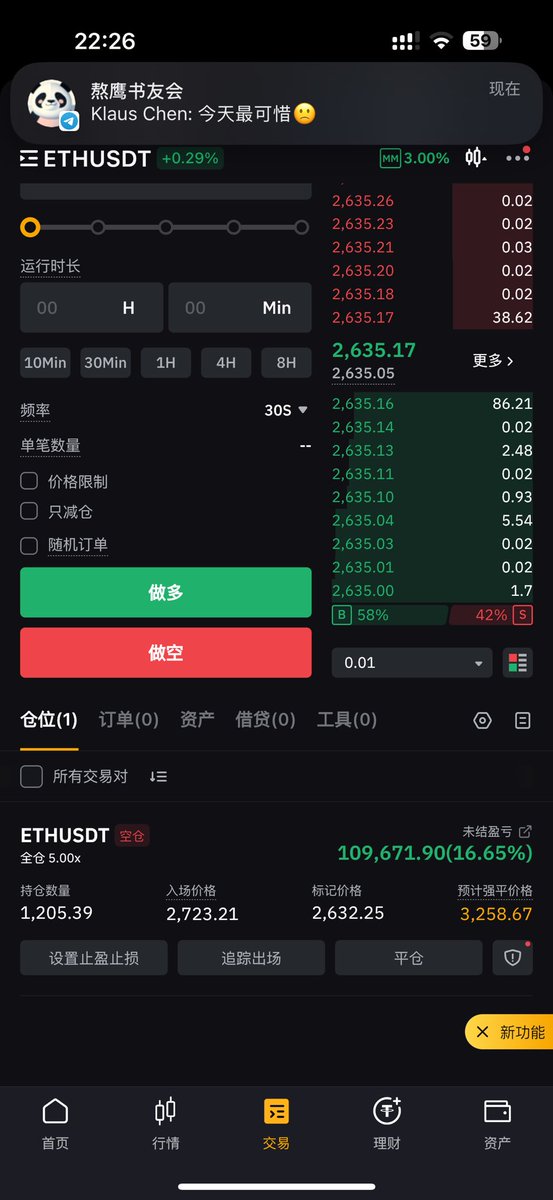 22:26
59
熬鹰书友会
现在
Klaus Chen: 今天最可惜🙁
ETHUSDT +0.29%
MM 3.00%
运行时长
00 H
00 Min
10Min 30Min 1H 4H 8H
频率 30S
单笔数量 --
价格限制
只减仓
随机订单
做多
做空
2,635.26 0.02
2,635.23 0.02
2,635.21 0.03
2,635.20 0.02
2,635.18 0.02
2,635.17 38.62
2,635.17
2,635.05
更多
2,635.16 86.21
2,635.14 0.02
2,635.13 2.48
2,635.11 0.02
2,635.10 0.93
2,635.04 5.54
2,635.03 0.02
2,635.01 0.02
2,635.00 1.7
B 58% 42% S
0.01
仓位(1) 订单(0) 资产 借贷(0) 工具(0)
所有交易对
ETHUSDT 空仓
全仓 5.00x
未结盈亏
109,671.90(16.65%)
持仓数量 入场价格 标记价格 预计强平价格
1,205.39 2,723.21 2,632.25 3,258.67
设置止盈止损 追踪出场 平仓
新功能
首页 行情 交易 理财 资产